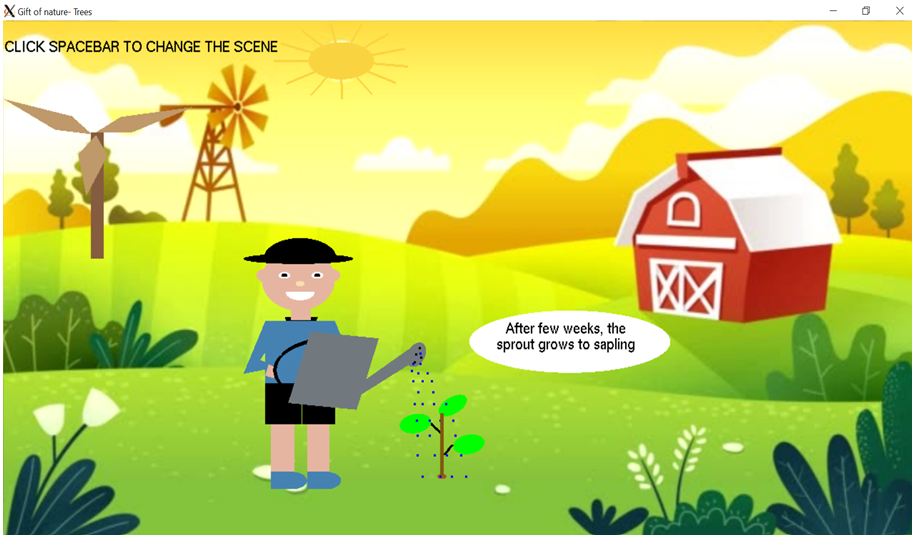 Gift of nature- Trees
CLICK SPACEBAR TO CHANGE THE SCENE
After few weeks, the
sprout grows to sapling